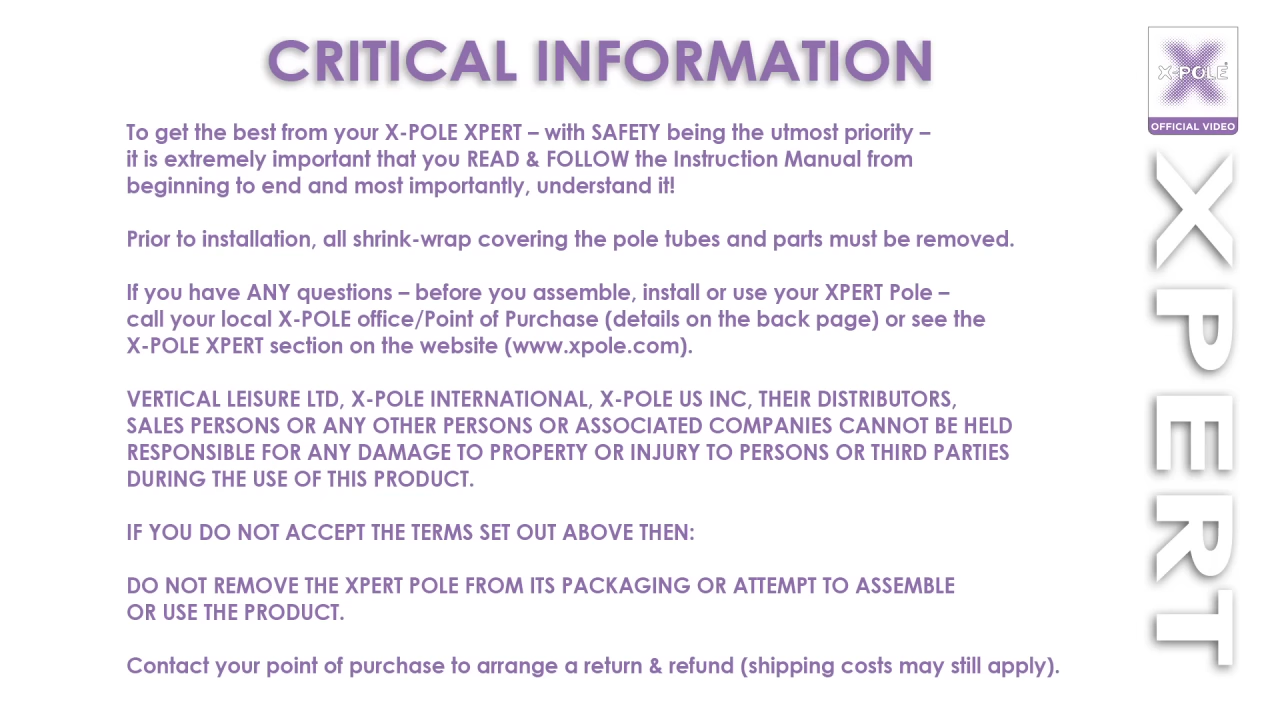 CRITICAL INFORMATION
To get the best from your X-POLE XPERT – with SAFETY being the utmost priority –
it is extremely important that you READ & FOLLOW the Instruction Manual from
beginning to end and most importantly, understand it!
Prior to installation, all shrink-wrap covering the pole tubes and parts must be removed.
If you have ANY questions – before you assemble, install or use your XPERT Pole –
call your local X-POLE office/Point of Purchase (details on the back page) or see the
X-POLE XPERT section on the website (www.xpole.com).
VERTICAL LEISURE LTD, X-POLE INTERNATIONAL, X-POLE US INC, THEIR DISTRIBUTORS,
SALES PERSONS OR ANY OTHER PERSONS OR ASSOCIATED COMPANIES CANNOT BE HELD
RESPONSIBLE FOR ANY DAMAGE TO PROPERTY OR INJURY TO PERSONS OR THIRD PARTIES
DURING THE USE OF THIS PRODUCT.
IF YOU DO NOT ACCEPT THE TERMS SET OUT ABOVE THEN:
DO NOT REMOVE THE XPERT POLE FROM ITS PACKAGING OR ATTEMPT TO ASSEMBLE
OR USE THE PRODUCT.
Contact your point of purchase to arrange a return & refund (shipping costs may still apply).
X-POLE
OFFICIAL VIDEO
XPERT